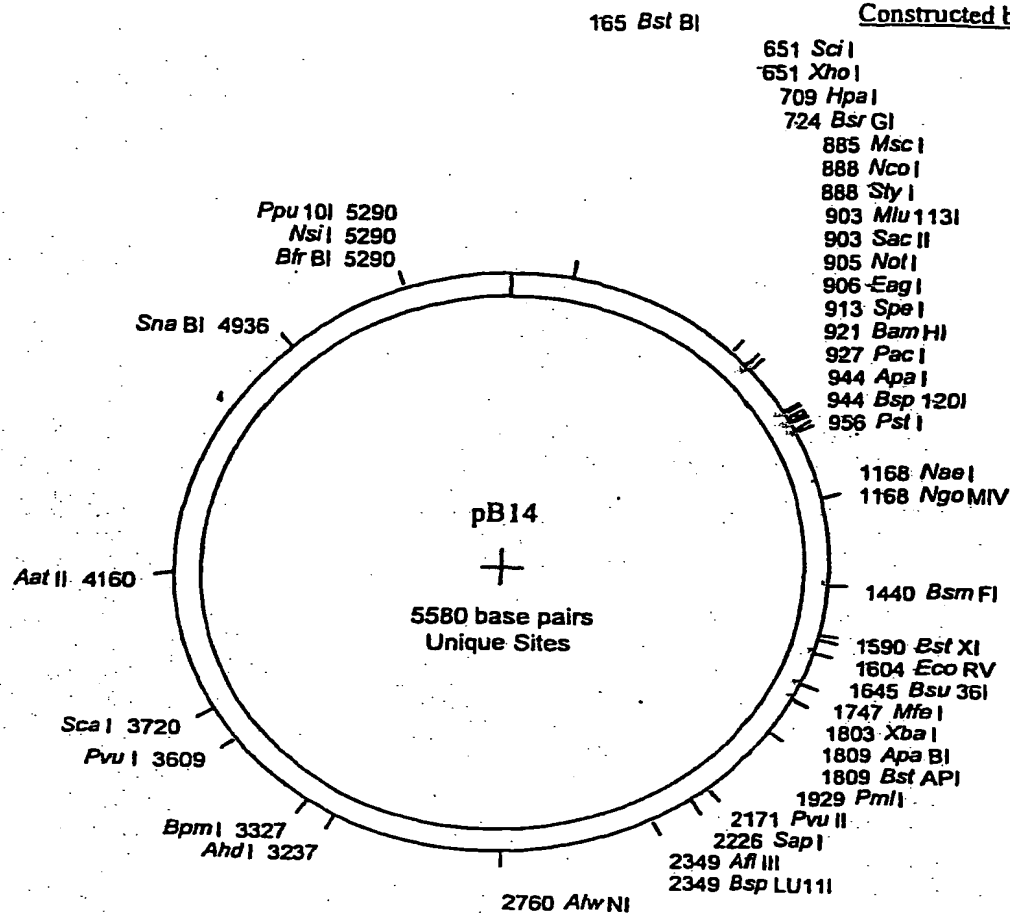 165 Bst BI
Constructed b
651 Sci I
651 Xho I
709 Hpa I
724 Bsr GI
885 Msc I
888 Nco I
888 Sty I
903 Mlu 113I
903 Sac II
905 Not I
906 Eag I
913 Spe I
921 Bam HI
927 Pac I
944 Apa I
944 Bsp 120I
956 Pst I
1168 Nae I
1168 Ngo MIV
1440 Bsm FI
1590 Bst XI
1604 Eco RV
1645 Bsu 36I
1747 Mfe I
1803 Xba I
1809 Apa BI
1809 Bst API
1929 Pml I
2171 Pvu II
2226 Sap I
2349 Afl III
2349 Bsp LU11I
2760 Alw NI
Ahd I 3237
Bpm I 3327
Pvu I 3609
Sca I 3720
Aat II 4160
Sna BI 4936
Bfr BI 5290
Nsi I 5290
Ppu 10I 5290
pB14
5580 base pairs
Unique Sites